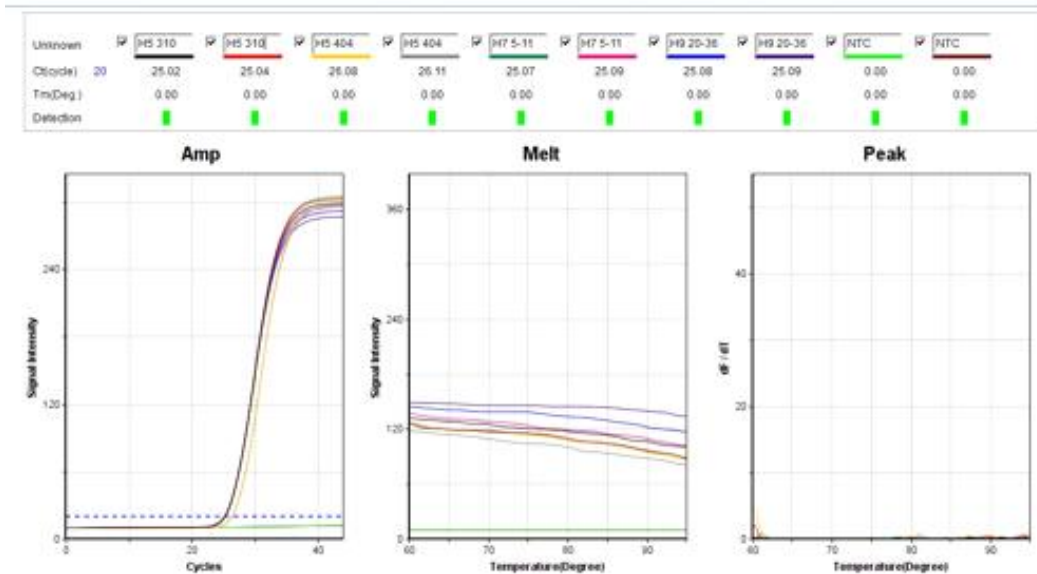 Unknown H5 310 H5 310 H5 404 H5 404 H7 5-11 H7 5-11 H9 20-36 H9 20-36 NTC NTC
Ct(cycle) 20 25.02 25.04 26.08 26.11 25.07 25.09 25.08 25.09 0.00 0.00
Tm(Deg.) 0.00 0.00 0.00 0.00 0.00 0.00 0.00 0.00 0.00 0.00
Detection
Amp Melt Peak
Signal Intensity
240
120
0
0 20 40
Cycles
Signal Intensity
360
240
120
0
60 70 80 90
Temperature(Degree)
dF / dT
40
20
0
60 70 80 90
Temperature(Degree)